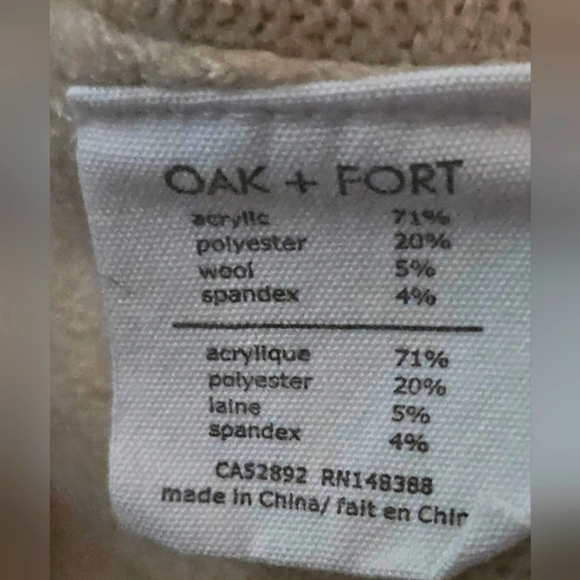 OAK + FORT
acrylic 71%
polyester 20%
wool 5%
spandex 4%
acrylique 71%
polyester 20%
laine 5%
spandex 4%
CA52892 RN148388
made in China/ fait en Chin